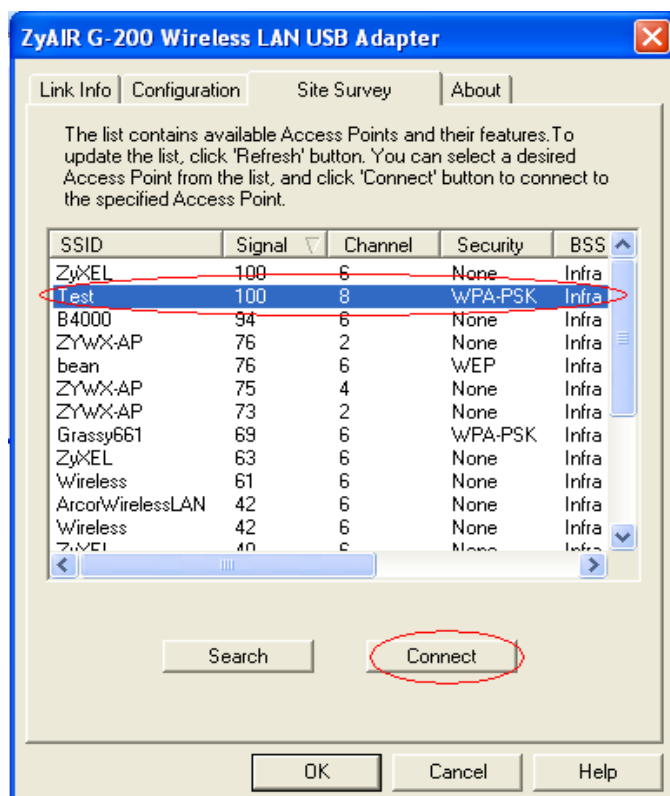 ZyAIR G-200 Wireless LAN USB Adapter
Link Info Configuration Site Survey About
The list contains available Access Points and their features.To
update the list, click 'Refresh' button. You can select a desired
Access Point from the list, and click 'Connect' button to connect to
the specified Access Point.
SSID Signal Channel Security BSS
ZyXEL 100 6 None Infra
Test 100 8 WPA-PSK Infra
B4000 94 6 None Infra
ZYWX-AP 76 2 None Infra
bean 76 6 WEP Infra
ZYWX-AP 75 4 None Infra
ZYWX-AP 73 2 None Infra
Grassy661 69 6 WPA-PSK Infra
ZyXEL 63 6 None Infra
Wireless 61 6 None Infra
ArcorWirelessLAN 42 6 None Infra
Wireless 42 6 None Infra
ZyXEL 40 6 None Infra
Search Connect
OK Cancel Help